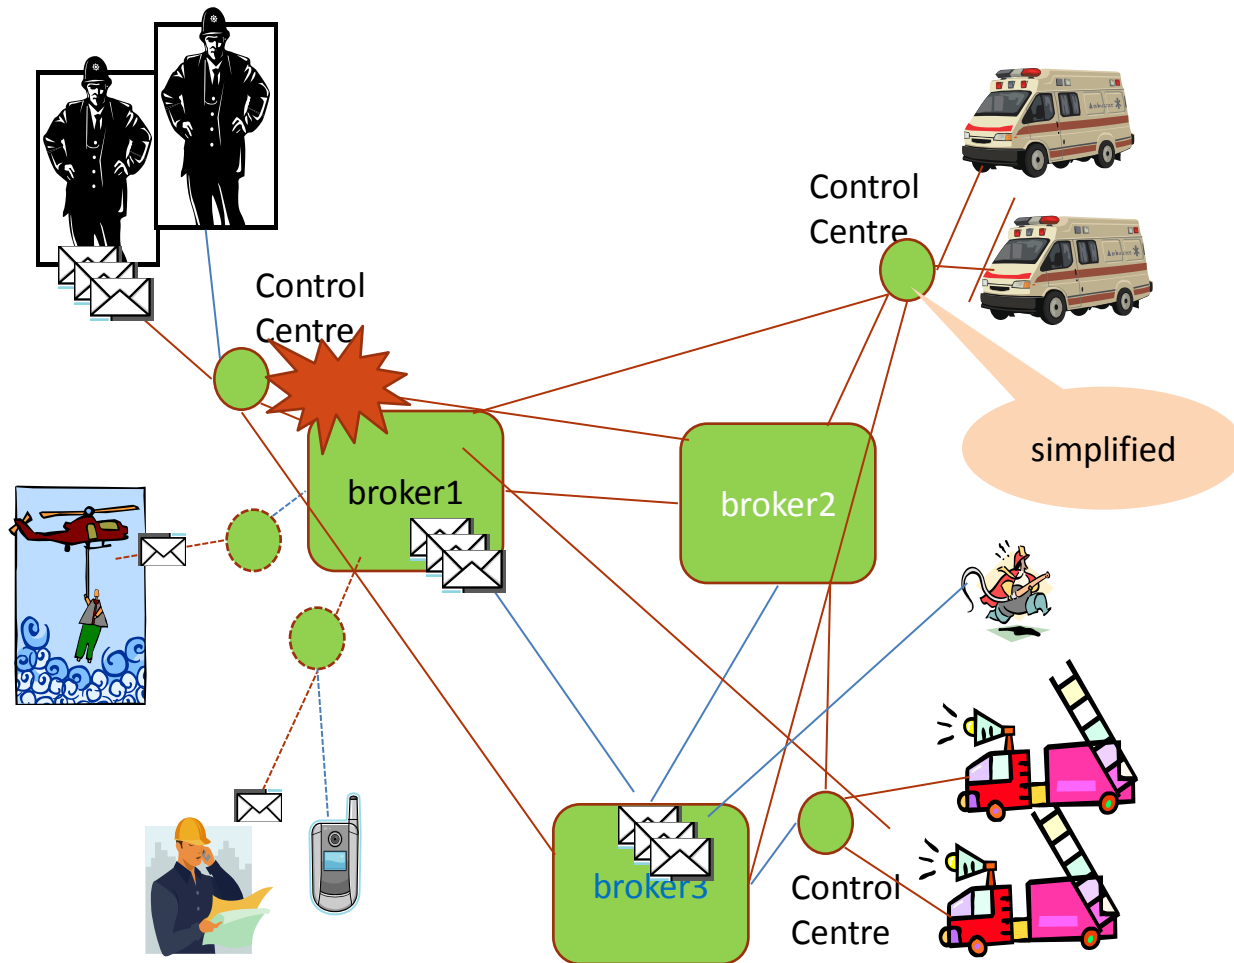 Control
Centre
Control
Centre
simplified
broker1
broker2
broker3
Control
Centre